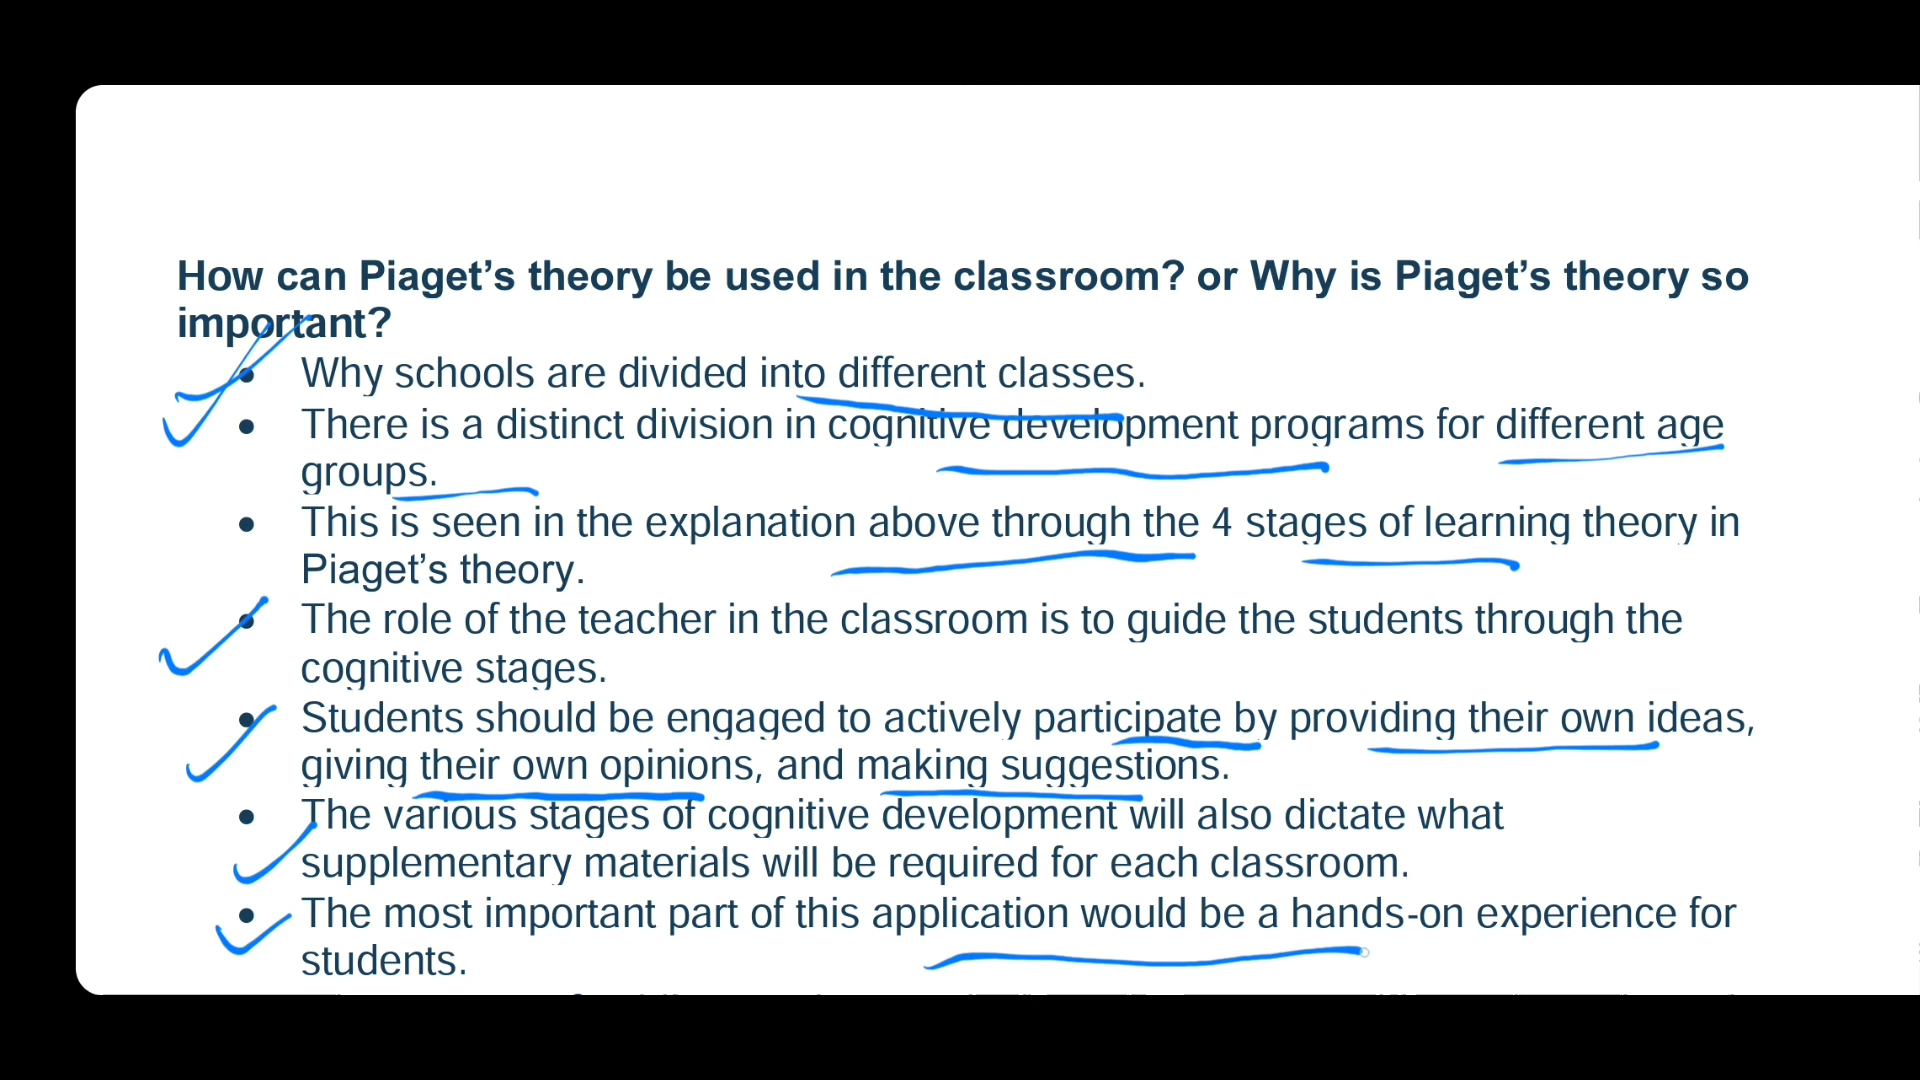 How can Piaget’s theory be used in the classroom? or Why is Piaget’s theory so
important?
• Why schools are divided into different classes.
• There is a distinct division in cognitive development programs for different age
groups.
• This is seen in the explanation above through the 4 stages of learning theory in
Piaget’s theory.
• The role of the teacher in the classroom is to guide the students through the
cognitive stages.
• Students should be engaged to actively participate by providing their own ideas,
giving their own opinions, and making suggestions.
• The various stages of cognitive development will also dictate what
supplementary materials will be required for each classroom.
• The most important part of this application would be a hands-on experience for
students.